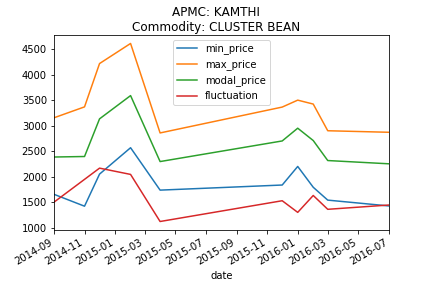 APMC: KAMTHI
Commodity: CLUSTER BEAN
min_price
max_price
modal_price
fluctuation
4500
4000
3500
3000
2500
2000
1500
1000
2014-09
2014-11
2015-01
2015-03
2015-05
2015-07
2015-09
2015-11
2016-01
2016-03
2016-05
2016-07
date